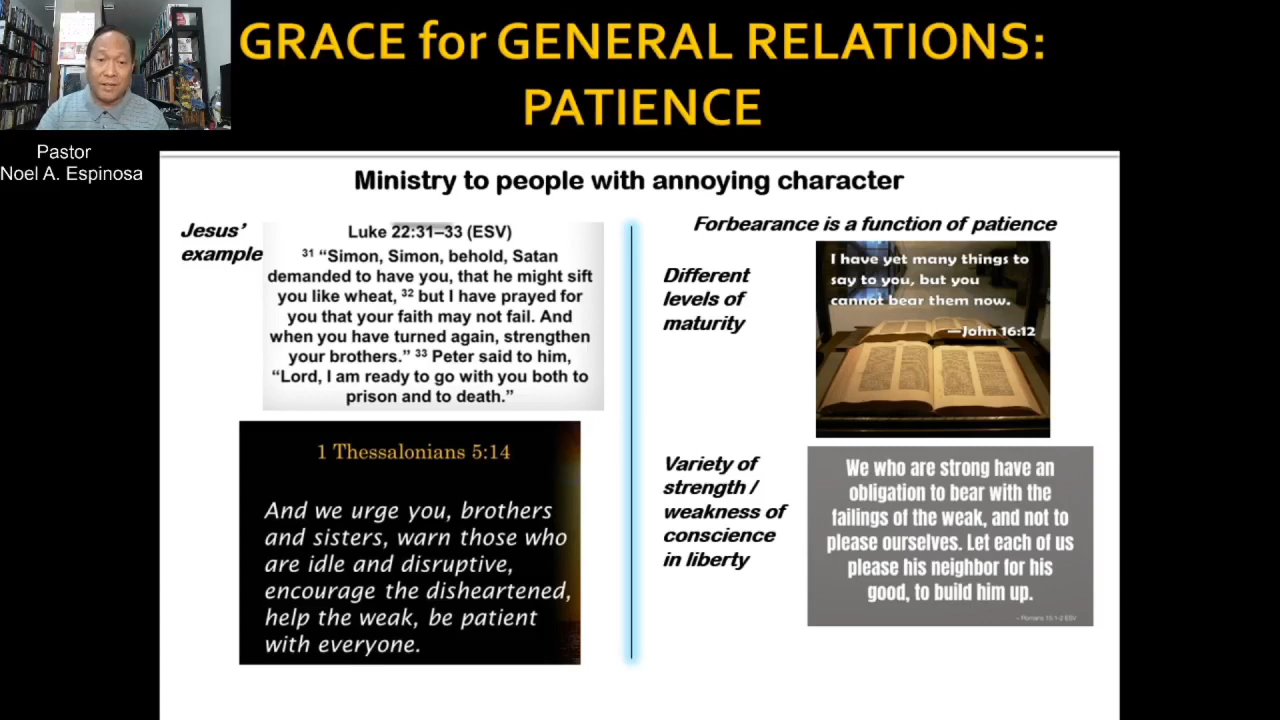 GRACE for GENERAL RELATIONS:
PATIENCE
Pastor
Noel A. Espinosa
Ministry to people with annoying character
Jesus'
example
Luke 22:31–33 (ESV)
31 “Simon, Simon, behold, Satan
demanded to have you, that he might sift
you like wheat, 32 but I have prayed for
you that your faith may not fail. And
when you have turned again, strengthen
your brothers.” 33 Peter said to him,
“Lord, I am ready to go with you both to
prison and to death.”
1 Thessalonians 5:14
And we urge you, brothers
and sisters, warn those who
are idle and disruptive,
encourage the disheartened,
help the weak, be patient
with everyone.
Forbearance is a function of patience
Different
levels of
maturity
I have yet many things to
say to you, but you
cannot bear them now.
—John 16:12
Variety of
strength /
weakness of
conscience
in liberty
We who are strong have an
obligation to bear with the
failings of the weak, and not to
please ourselves. Let each of us
please his neighbor for his
good, to build him up.
– Romans 15:1-2 ESV